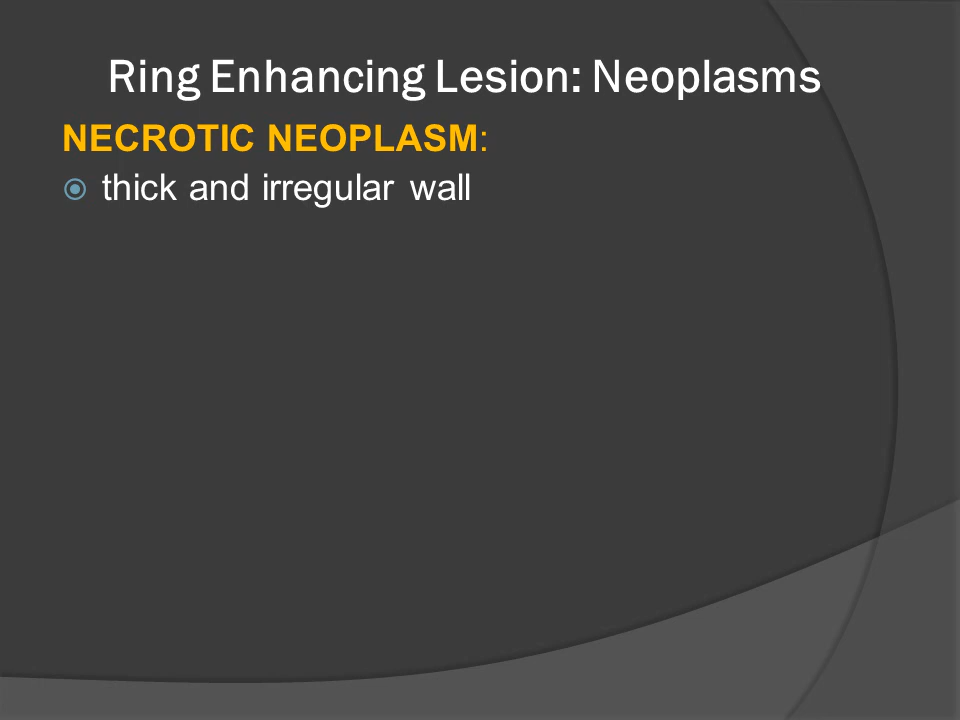 Ring Enhancing Lesion: Neoplasms
NECROTIC NEOPLASM:
thick and irregular wall